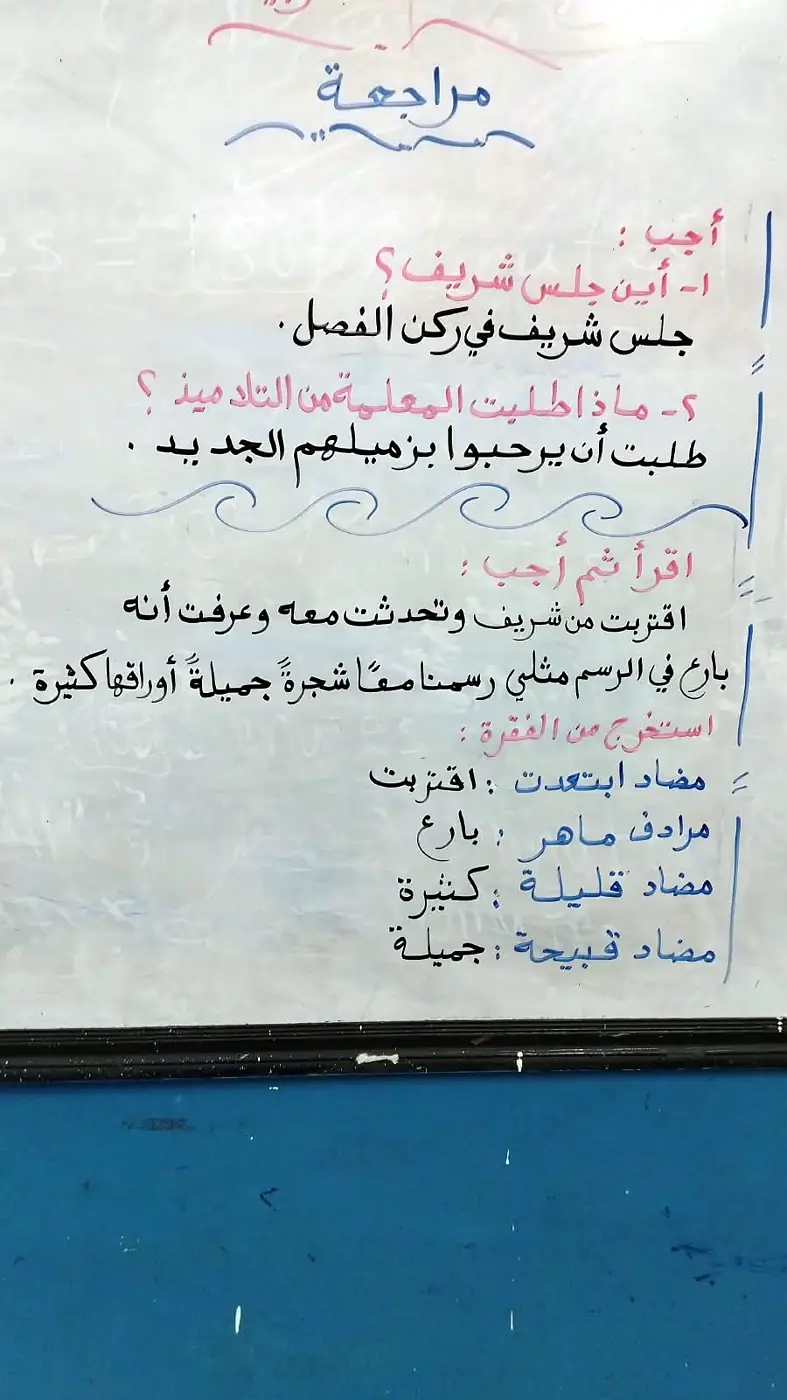 مراجعة
أجب :
١- أين جلس شريف ؟
جلس شريف في ركن الفصل .
٢- ماذا طلبت المعلمة من التلاميذ ؟
طلبت أن يرحبوا بزميلهم الجديد .
اقرأ ثم أجب :
اقتربت من شريف وتحدثت معه وعرفت أنه
بارع في الرسم مثلي رسمنا معًا شجرةً جميلةً أوراقها كثيرة .
استخرج من الفقرة :
مضاد ابتعدت : اقتربت
مرادف ماهر : بارع
مضاد قليلة : كثيرة
مضاد قبيحة : جميلة